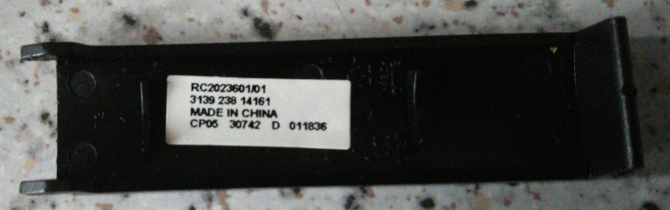 RC2023601/01
3139 238 14161
MADE IN CHINA
CP05 30742 D 011836